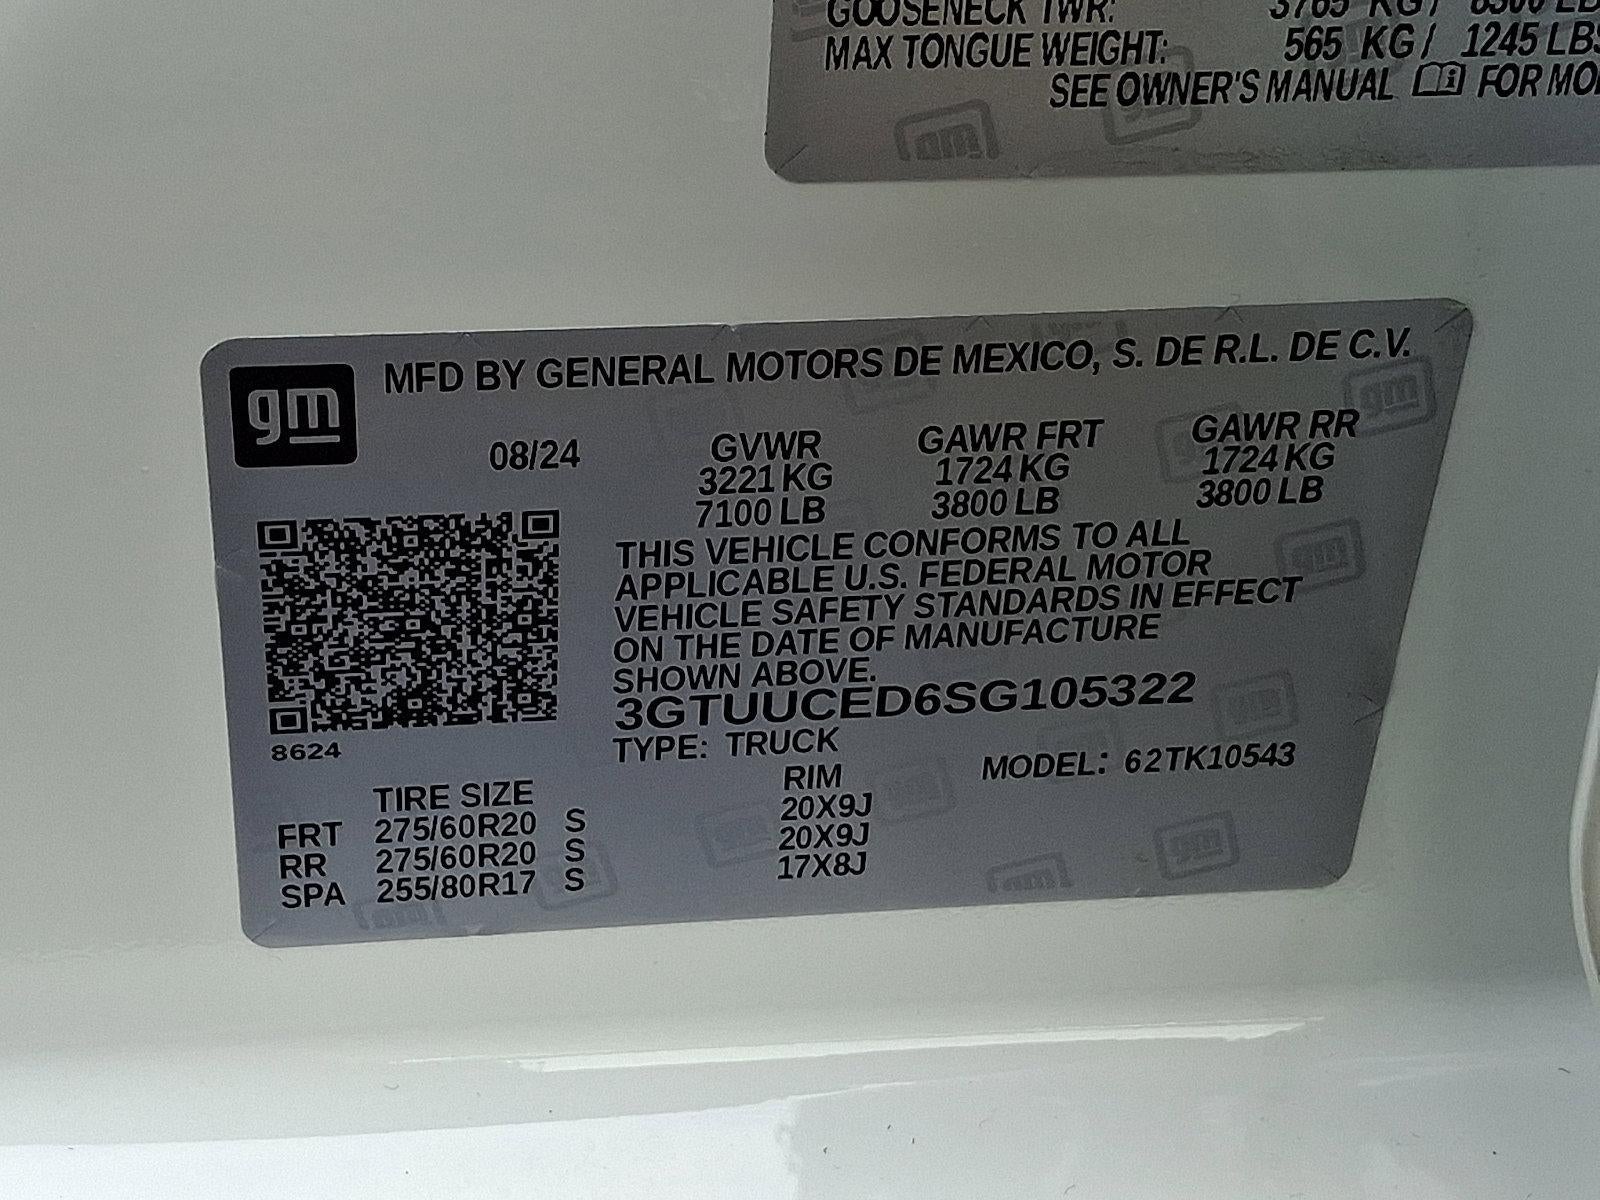 GOOSENECK TWR: 3765 KG / 8300 LB
MAX TONGUE WEIGHT: 565 KG / 1245 LBS
SEE OWNER'S MANUAL FOR MO
gm
MFD BY GENERAL MOTORS DE MEXICO, S. DE R.L. DE C.V.
08/24 GVWR GAWR FRT GAWR RR
3221 KG 1724 KG 1724 KG
7100 LB 3800 LB 3800 LB
THIS VEHICLE CONFORMS TO ALL
APPLICABLE U.S. FEDERAL MOTOR
VEHICLE SAFETY STANDARDS IN EFFECT
ON THE DATE OF MANUFACTURE
SHOWN ABOVE.
3GTUUCED6SG105322
8624
TYPE: TRUCK
MODEL: 62TK10543
TIRE SIZE RIM
FRT 275/60R20 S 20X9J
RR 275/60R20 S 20X9J
SPA 255/80R17 S 17X8J